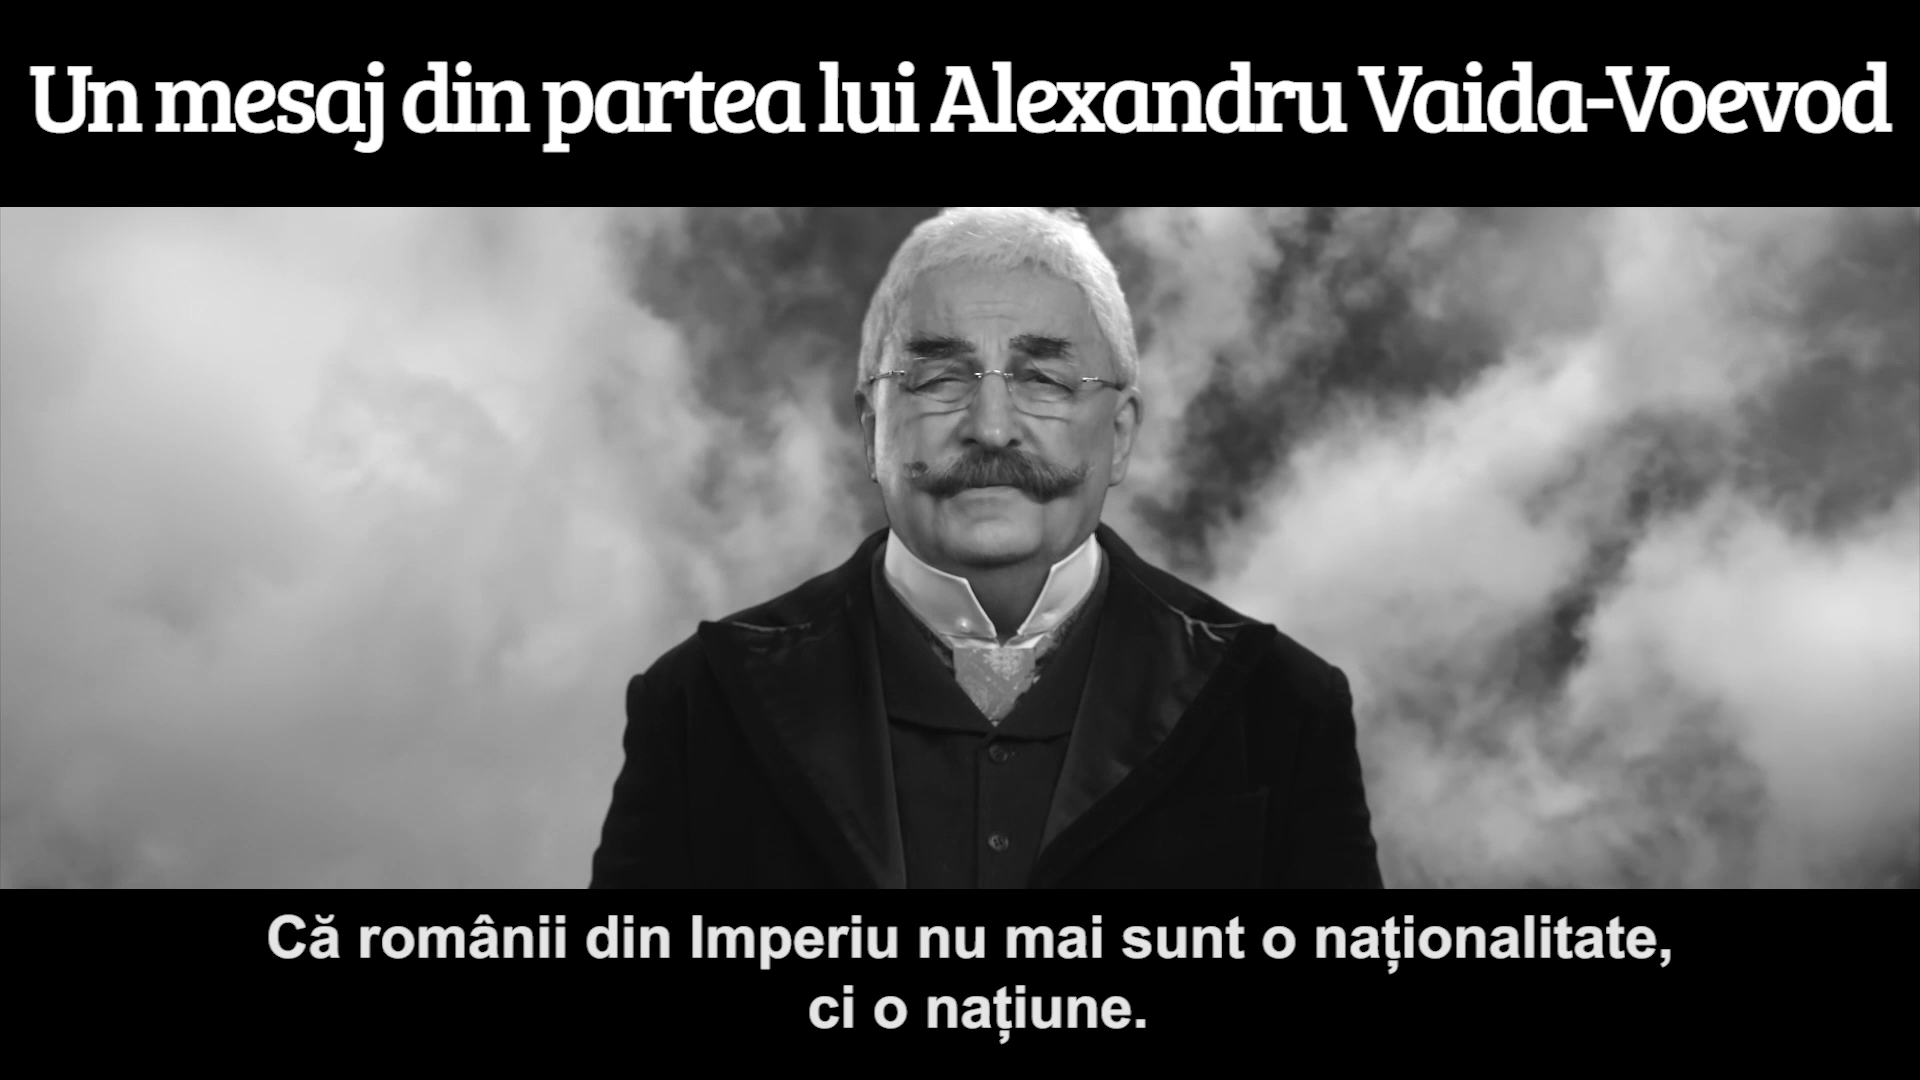 Un mesaj din partea lui Alexandru Vaida-Voevod
Că românii din Imperiu nu mai sunt o naționalitate,
ci o națiune.